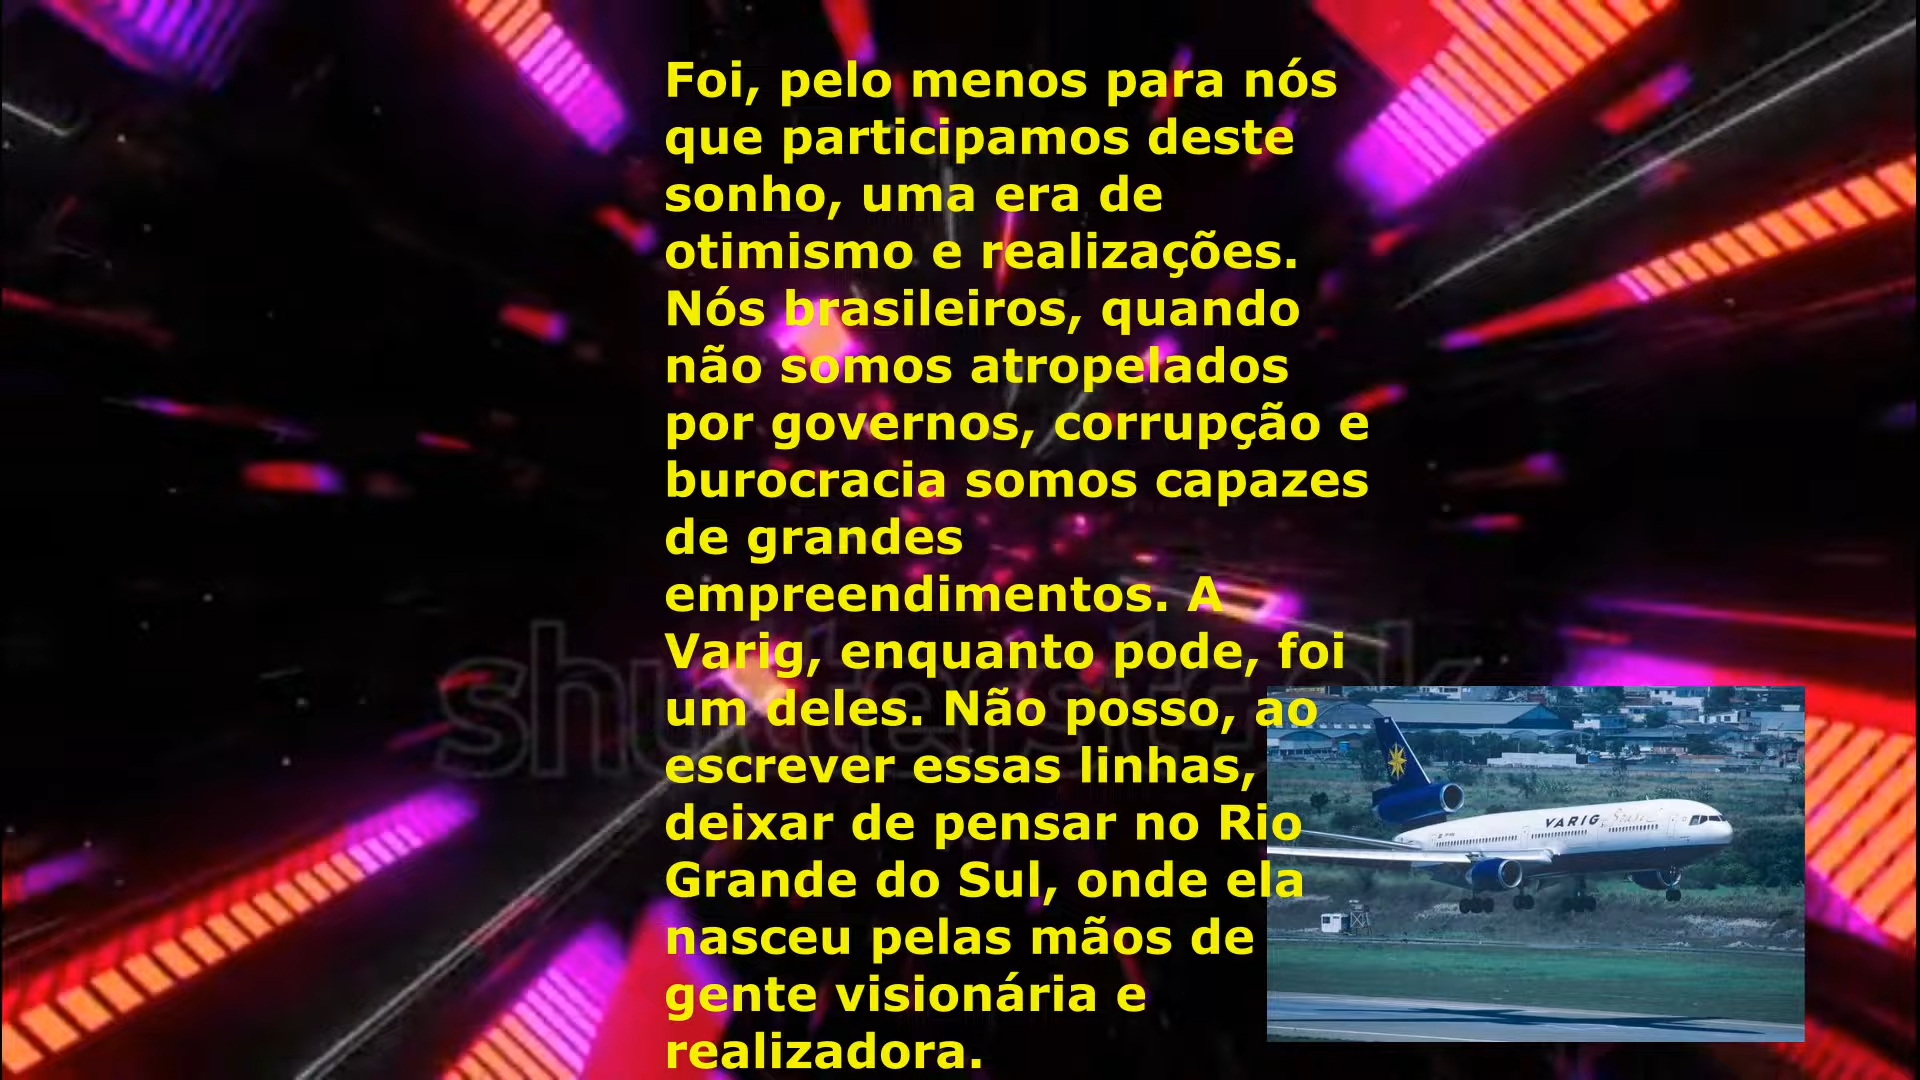 Foi, pelo menos para nós
que participamos deste
sonho, uma era de
otimismo e realizações.
Nós brasileiros, quando
não somos atropelados
por governos, corrupção e
burocracia somos capazes
de grandes
empreendimentos. A
Varig, enquanto pode, foi
um deles. Não posso, ao
escrever essas linhas,
deixar de pensar no Rio
Grande do Sul, onde ela
nasceu pelas mãos de
gente visionária e
realizadora.
shutterstock
VARIG Brasil